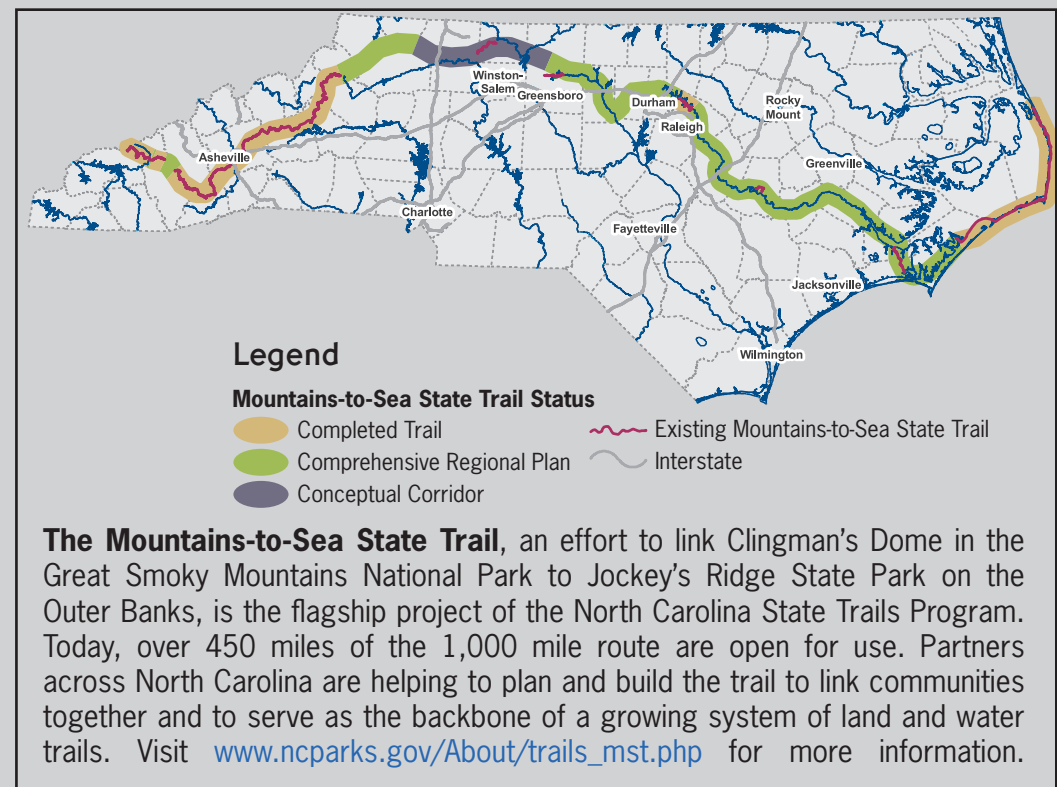 Winston-
Salem
Greensboro
Durham
Raleigh
Rocky
Mount
Asheville
Greenville
Charlotte
Fayetteville
Jacksonville
Wilmington
Legend
Mountains-to-Sea State Trail Status
Completed Trail
Comprehensive Regional Plan
Conceptual Corridor
Existing Mountains-to-Sea State Trail
Interstate
The Mountains-to-Sea State Trail, an effort to link Clingman's Dome in the
Great Smoky Mountains National Park to Jockey's Ridge State Park on the
Outer Banks, is the flagship project of the North Carolina State Trails Program.
Today, over 450 miles of the 1,000 mile route are open for use. Partners
across North Carolina are helping to plan and build the trail to link communities
together and to serve as the backbone of a growing system of land and water
trails. Visit www.ncparks.gov/About/trails_mst.php for more information.